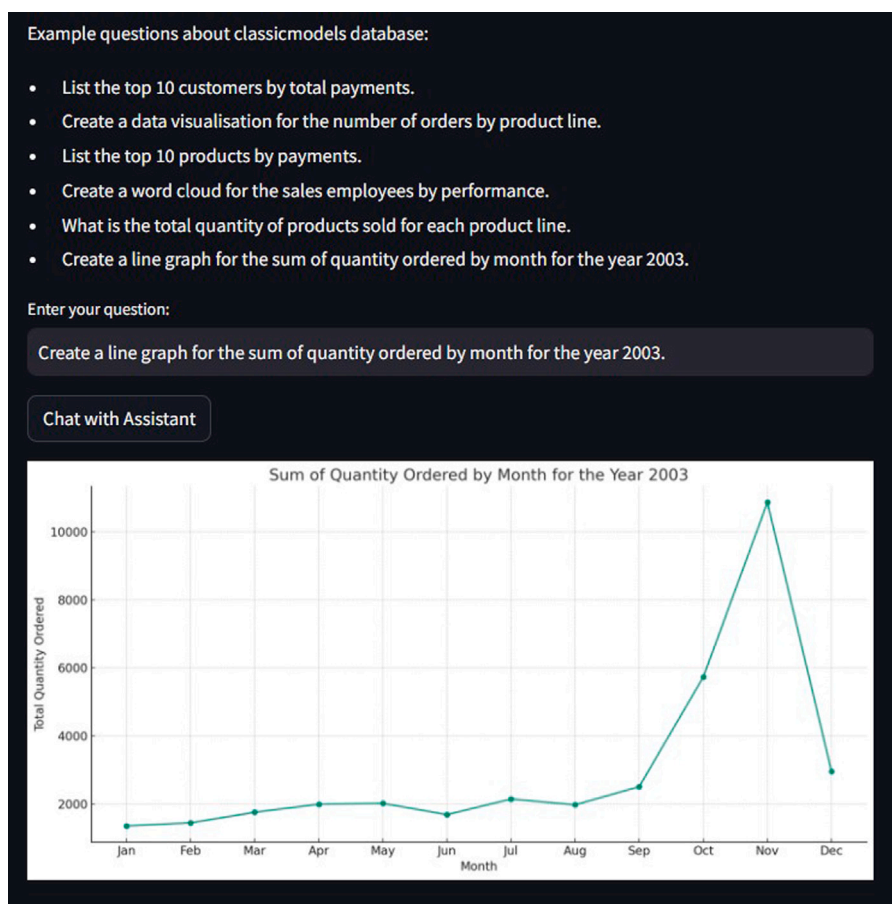 Example questions about classicmodels database:
• List the top 10 customers by total payments.
• Create a data visualisation for the number of orders by product line.
• List the top 10 products by payments.
• Create a word cloud for the sales employees by performance.
• What is the total quantity of products sold for each product line.
• Create a line graph for the sum of quantity ordered by month for the year 2003.
Enter your question:
Create a line graph for the sum of quantity ordered by month for the year 2003.
Chat with Assistant
Sum of Quantity Ordered by Month for the Year 2003
Total Quantity Ordered
10000
8000
6000
4000
2000
Jan Feb Mar Apr May Jun Jul Aug Sep Oct Nov Dec
Month